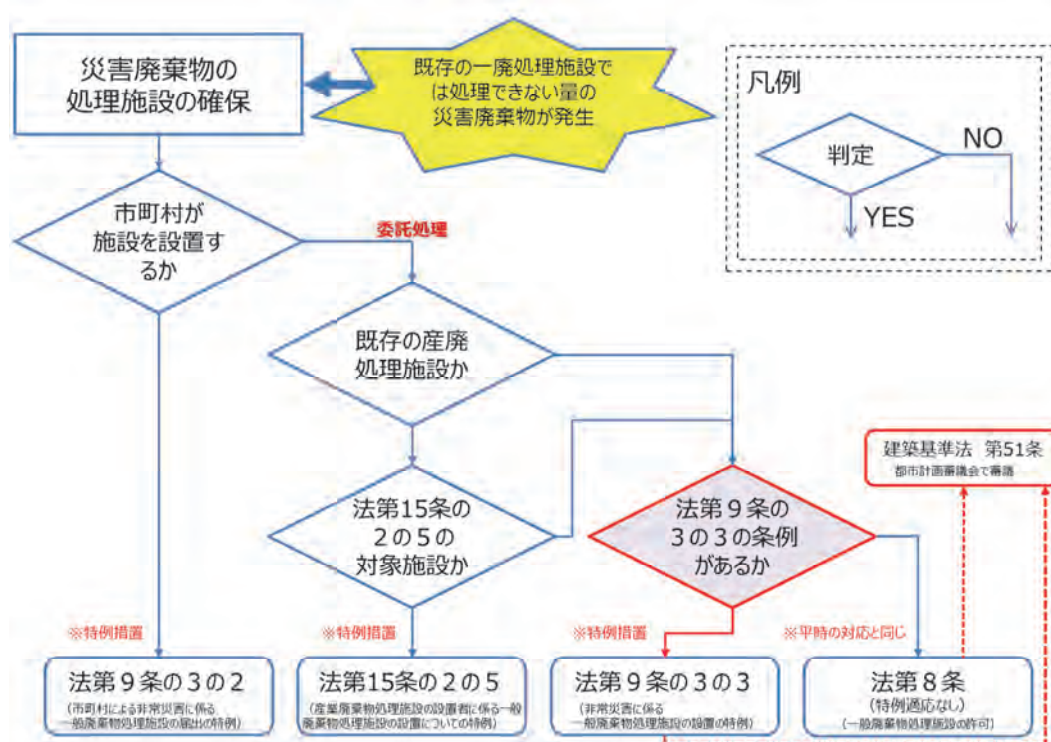 災害廃棄物の
処理施設の確保
既存の一廃処理施設で
は処理できない量の
災害廃棄物が発生
凡例
判定
NO
YES
市町村が
施設を設置す
るか
委託処理
既存の産廃
処理施設か
建築基準法 第51条
都市計画審議会で審議
法第15条の
2の5の
対象施設か
法第9条の
3の3の条例
があるか
※特例措置
※特例措置
※特例措置
※平時の対応と同じ
法第9条の3の2
(市町村による非常災害に係る
一般廃棄物処理施設の届出の特例)
法第15条の2の5
(産業廃棄物処理施設の設置者に係る一般
廃棄物処理施設の設置についての特例)
法第9条の3の3
(非常災害に係る
一般廃棄物処理施設の設置の特例)
法第8条
(特例適応なし)
(一般廃棄物処理施設の許可)